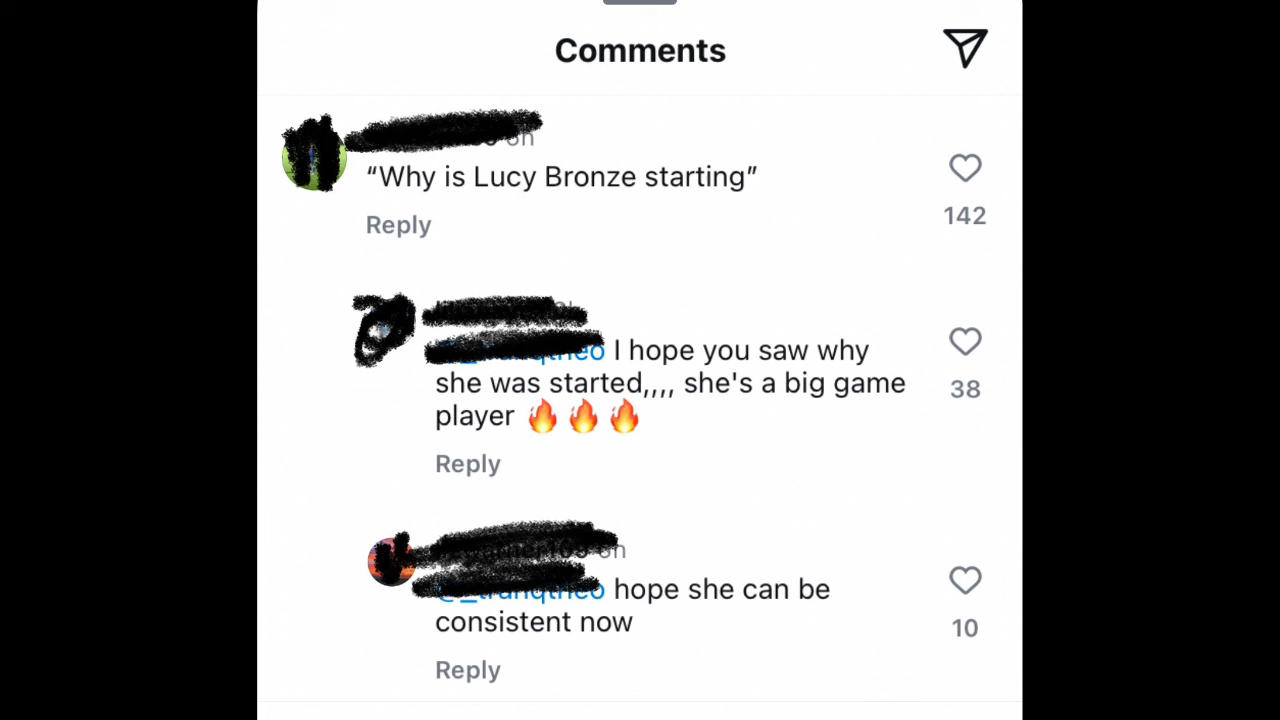 Comments
“Why is Lucy Bronze starting”
142
Reply
I hope you saw why
38
she was started,,,, she's a big game
player 🔥🔥🔥
Reply
hope she can be
consistent now
10
Reply